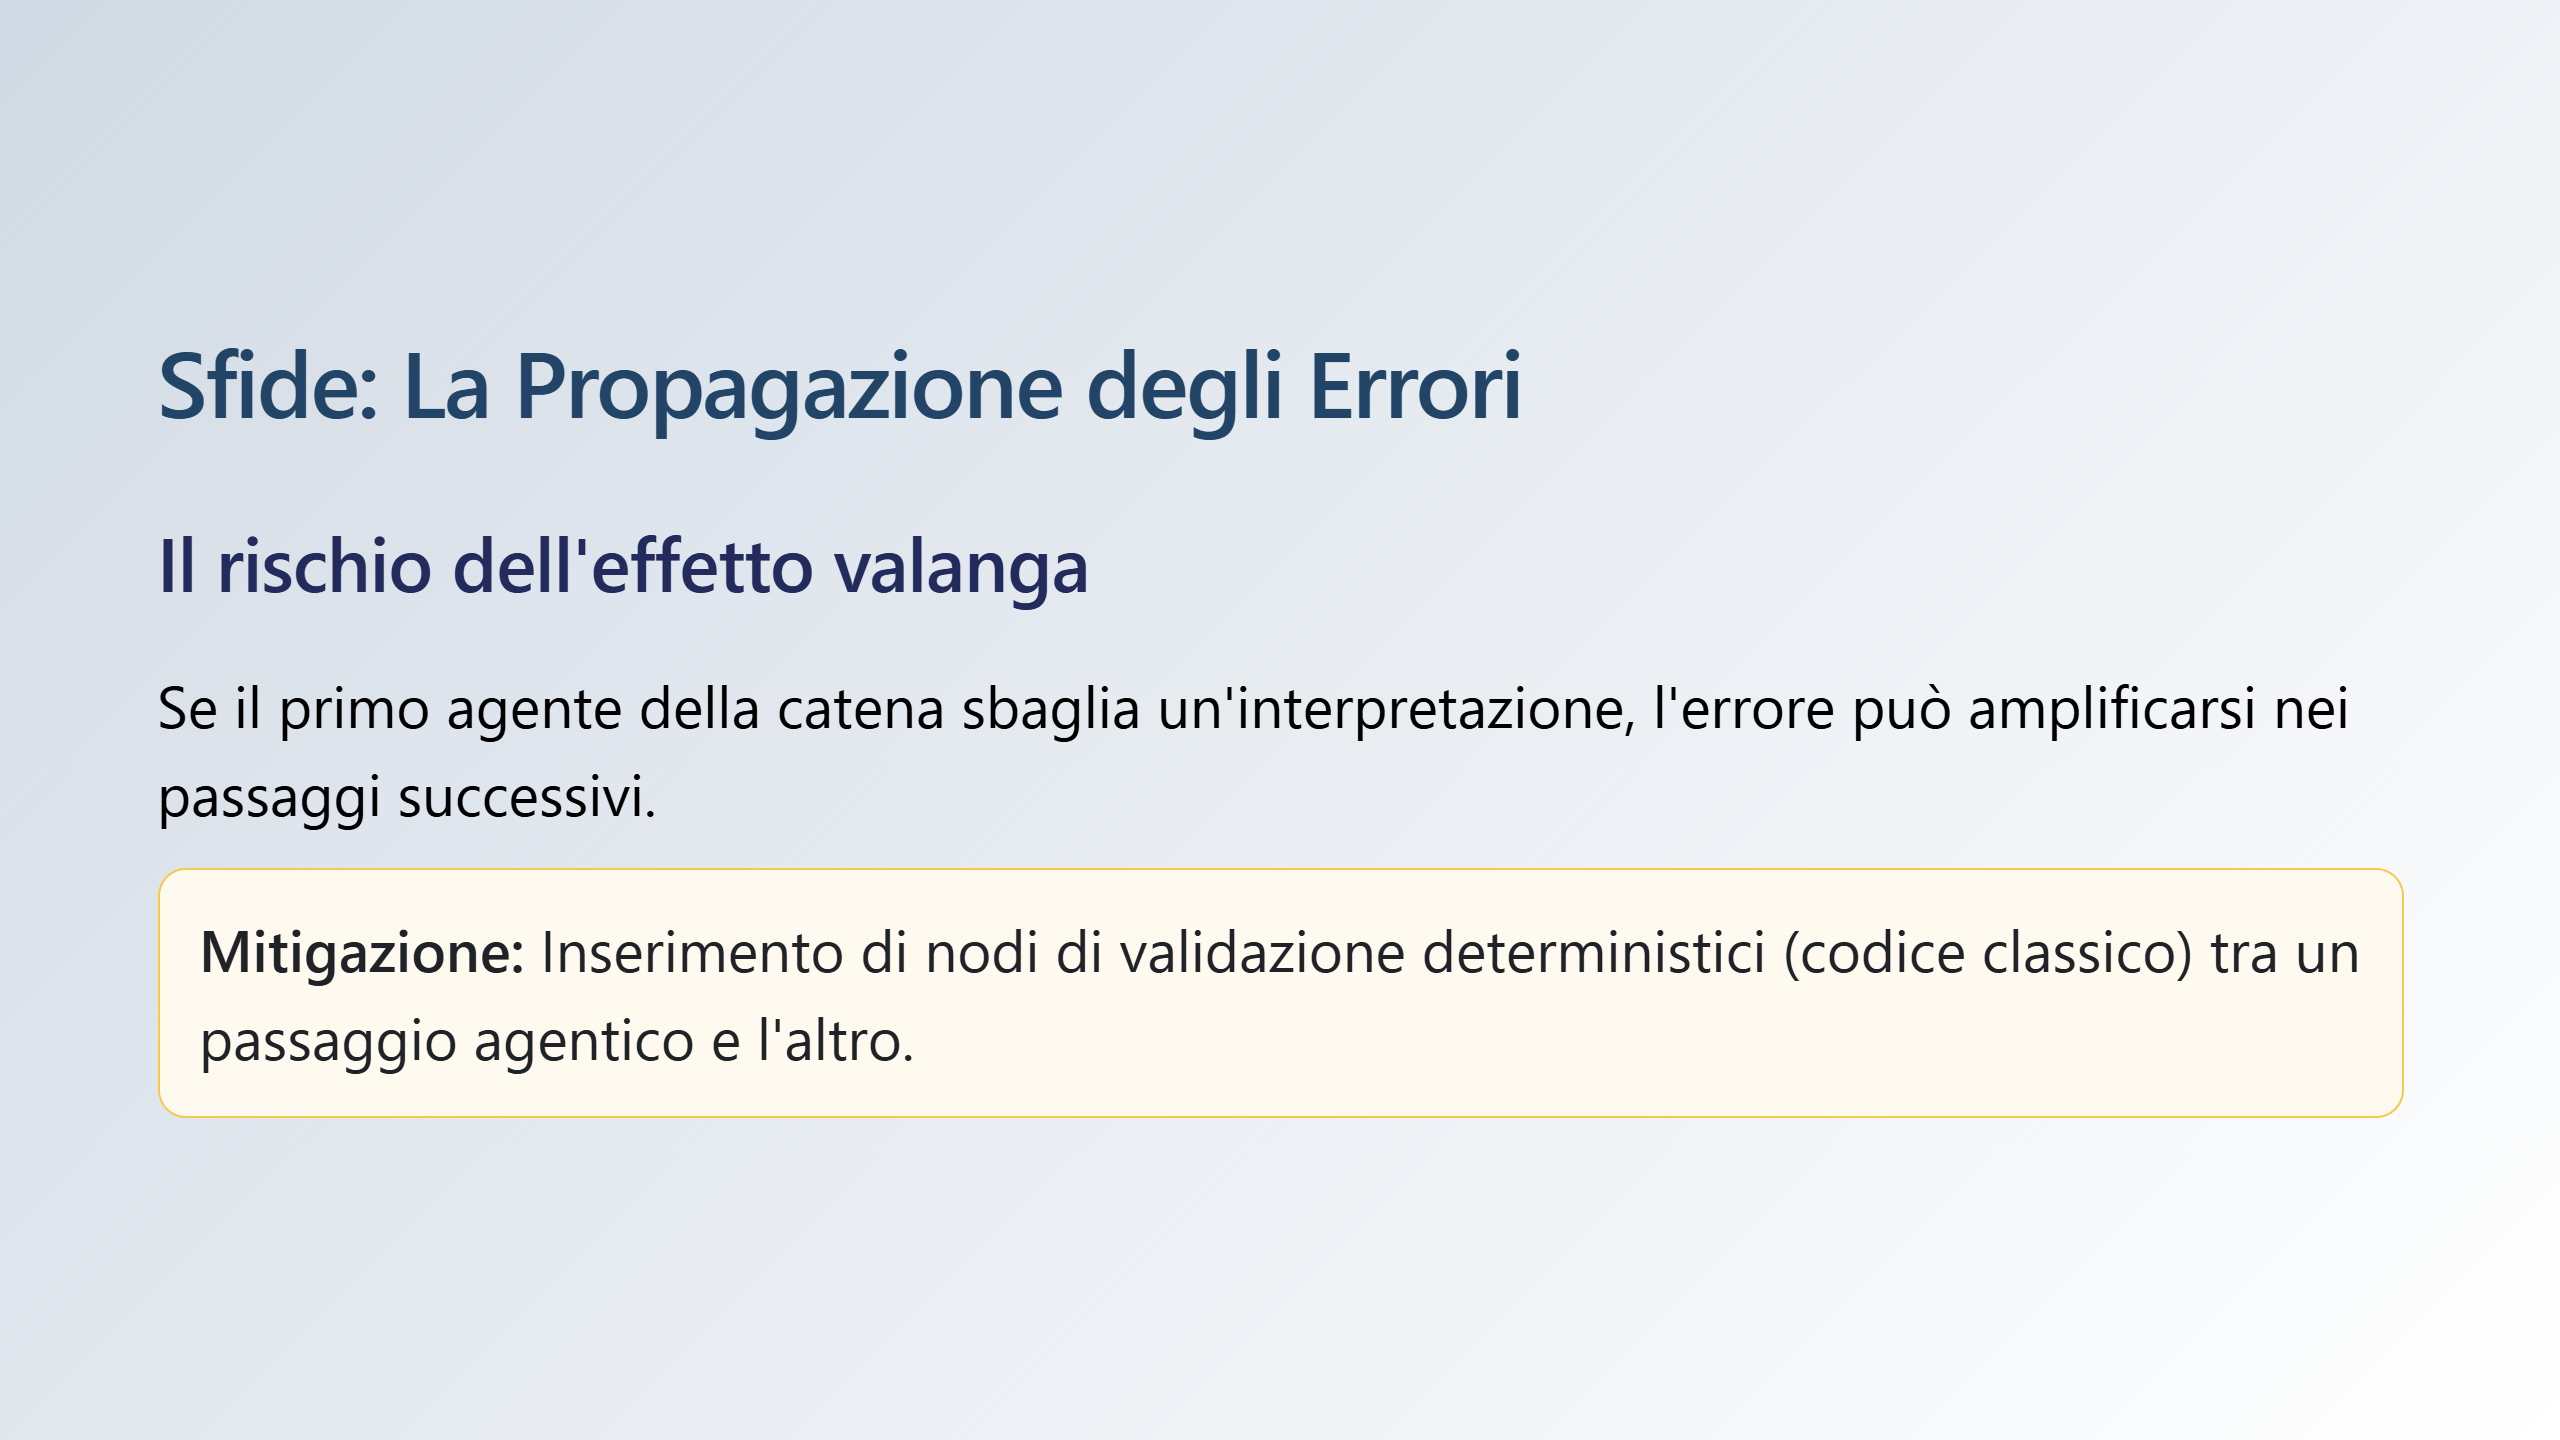 Sfide: La Propagazione degli Errori
Il rischio dell'effetto valanga
Se il primo agente della catena sbaglia un'interpretazione, l'errore può amplificarsi nei
passaggi successivi.
Mitigazione: Inserimento di nodi di validazione deterministici (codice classico) tra un
passaggio agentico e l'altro.